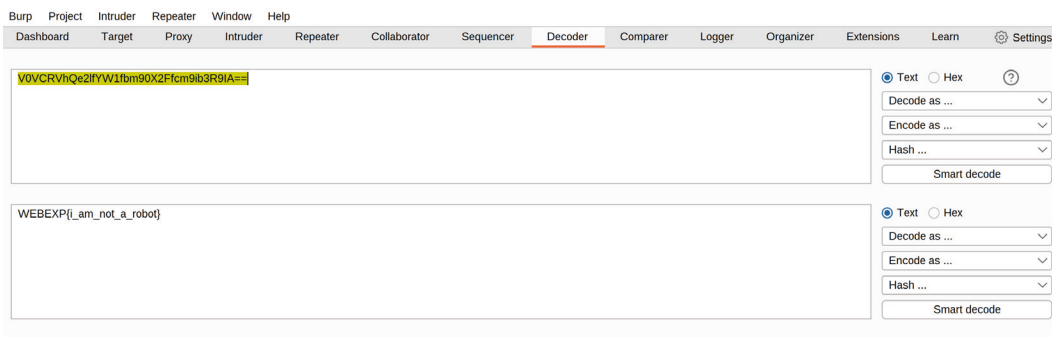 Burp Project Intruder Repeater Window Help
Dashboard Target Proxy Intruder Repeater Collaborator Sequencer Decoder Comparer Logger Organizer Extensions Learn Settings
V0VCRVhQe2lfYW1fbm90X2Ffcm9ib3R9IA==
Text Hex ?
Decode as ...
Encode as ...
Hash ...
Smart decode
WEBEXP{i_am_not_a_robot}
Text Hex
Decode as ...
Encode as ...
Hash ...
Smart decode